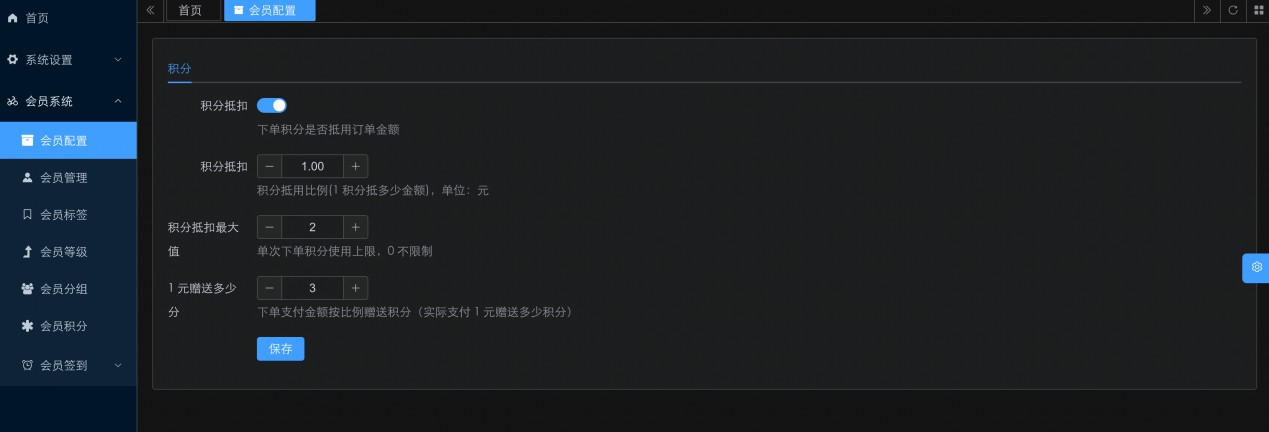 首页
系统设置
会员系统
会员配置
会员管理
会员标签
会员等级
会员分组
会员积分
会员签到
首页
会员配置
积分
积分抵扣
下单积分是否抵用订单金额
积分抵扣
1.00
积分抵用比例(1 积分抵多少金额)，单位：元
积分抵扣最大
值
2
单次下单积分使用上限，0 不限制
1 元赠送多少
分
3
下单支付金额按比例赠送积分（实际支付 1 元赠送多少积分）
保存